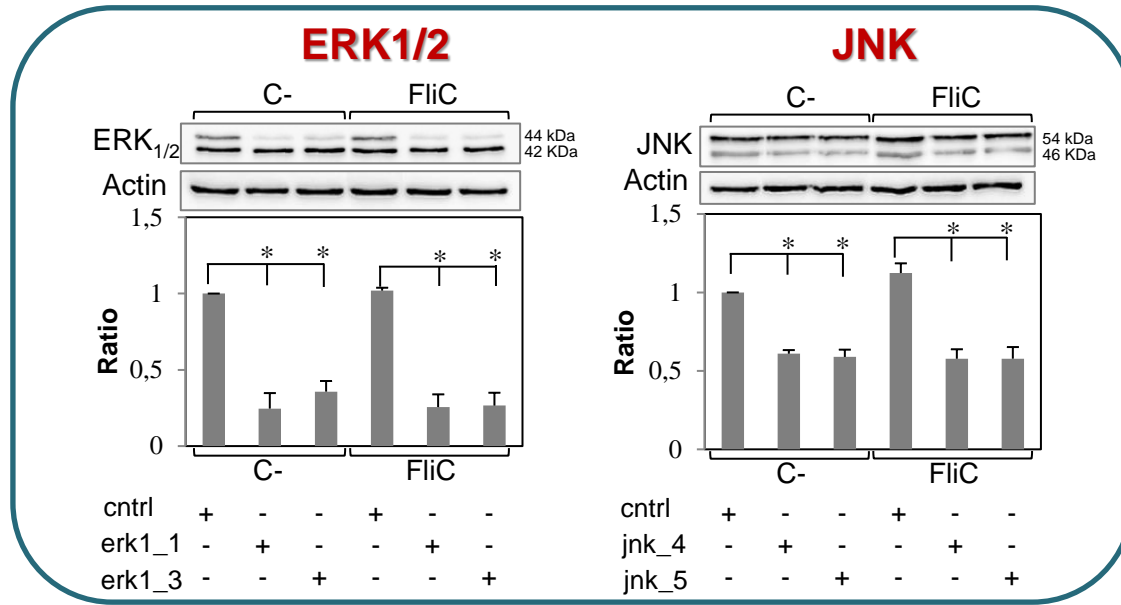 ERK1/2
C- FliC
ERK1/2 44 kDa
42 KDa
Actin
1,5
* * * *
1
Ratio
0,5
0
C- FliC
cntrl + - - + - -
erk1_1 - + - - + -
erk1_3 - - + - - +
JNK
C- FliC
JNK 54 kDa
46 KDa
Actin
1,5
* * * *
1
Ratio
0,5
0
C- FliC
cntrl + - - + - -
jnk_4 - + - - + -
jnk_5 - - + - - +